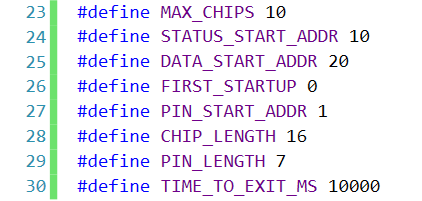 23 #define MAX_CHIPS 10
24 #define STATUS_START_ADDR 10
25 #define DATA_START_ADDR 20
26 #define FIRST_STARTUP 0
27 #define PIN_START_ADDR 1
28 #define CHIP_LENGTH 16
29 #define PIN_LENGTH 7
30 #define TIME_TO_EXIT_MS 10000